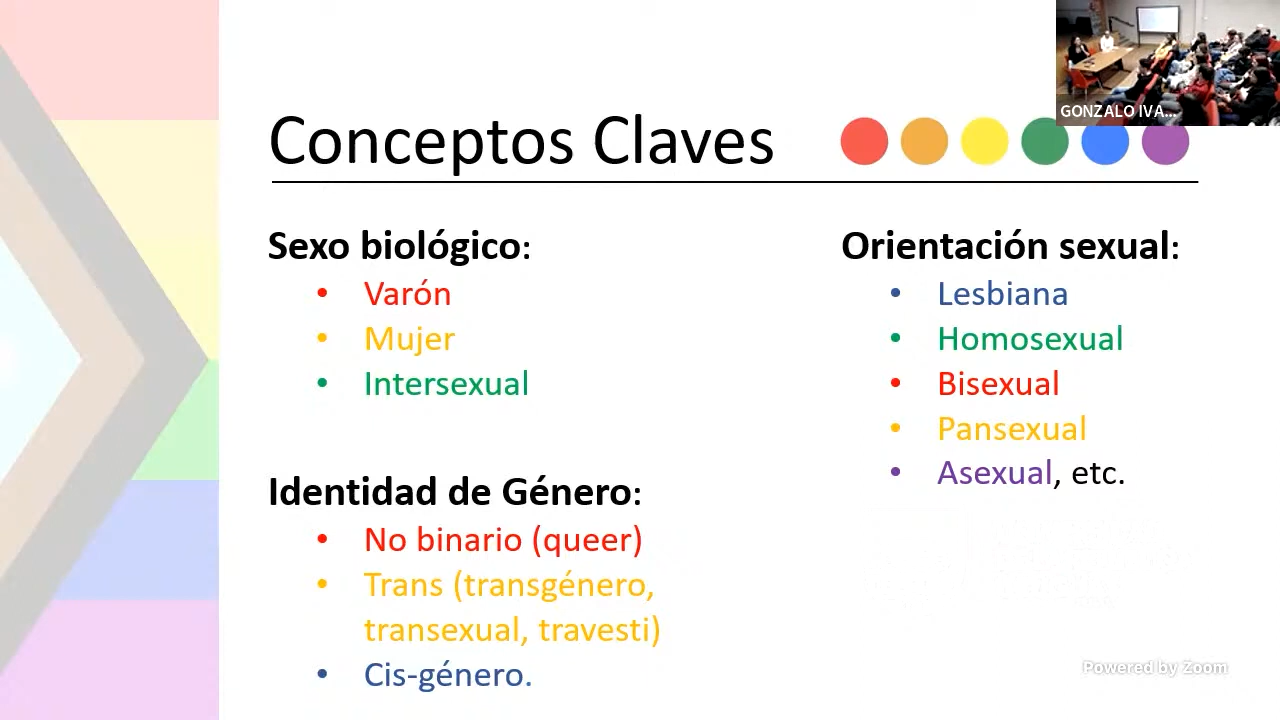 GONZALO IVA...
Conceptos Claves
Sexo biológico:
• Varón
• Mujer
• Intersexual
Identidad de Género:
• No binario (queer)
• Trans (transgénero,
transexual, travesti)
• Cis-género.
Orientación sexual:
• Lesbiana
• Homosexual
• Bisexual
• Pansexual
• Asexual, etc.
Powered by Zoom